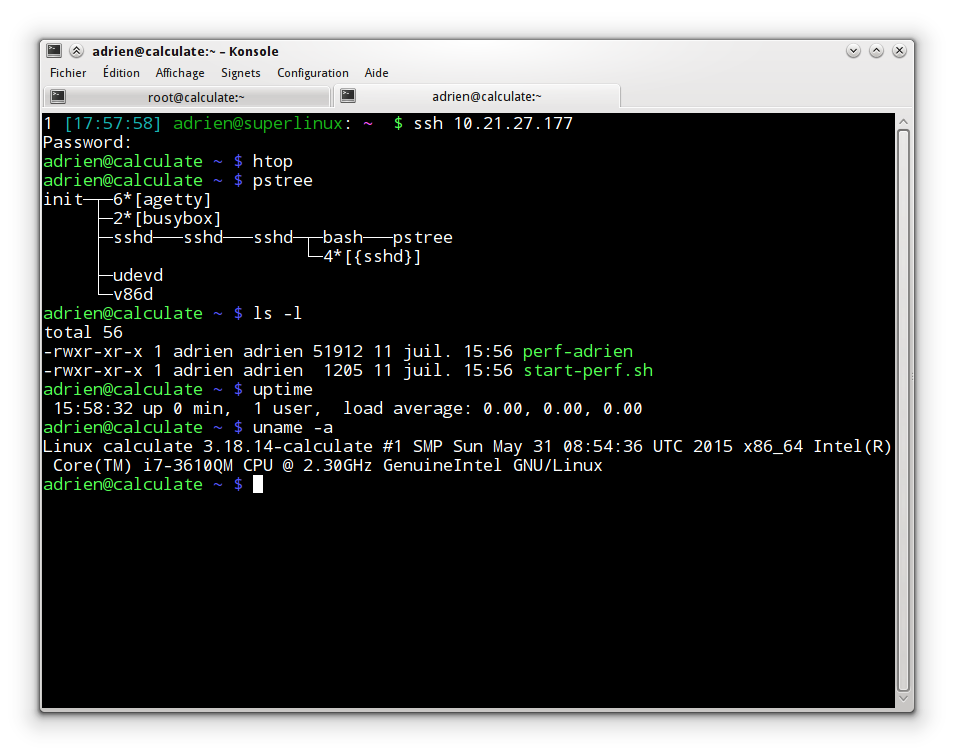 adrien@calculate:~ – Konsole
Fichier Édition Affichage Signets Configuration Aide
root@calculate:~ adrien@calculate:~
1 [17:57:58] adrien@superlinux: ~  $ ssh 10.21.27.177
Password:
adrien@calculate ~ $ htop
adrien@calculate ~ $ pstree
init─┬─6*[agetty]
     ├─2*[busybox]
     ├─sshd───sshd───sshd─┬─bash───pstree
     │                    └─4*[{sshd}]
     ├─udevd
     └─v86d
adrien@calculate ~ $ ls -l
total 56
-rwxr-xr-x 1 adrien adrien 51912 11 juil. 15:56 perf-adrien
-rwxr-xr-x 1 adrien adrien  1205 11 juil. 15:56 start-perf.sh
adrien@calculate ~ $ uptime
 15:58:32 up 0 min,  1 user,  load average: 0.00, 0.00, 0.00
adrien@calculate ~ $ uname -a
Linux calculate 3.18.14-calculate #1 SMP Sun May 31 08:54:36 UTC 2015 x86_64 Intel(R)
 Core(TM) i7-3610QM CPU @ 2.30GHz GenuineIntel GNU/Linux
adrien@calculate ~ $